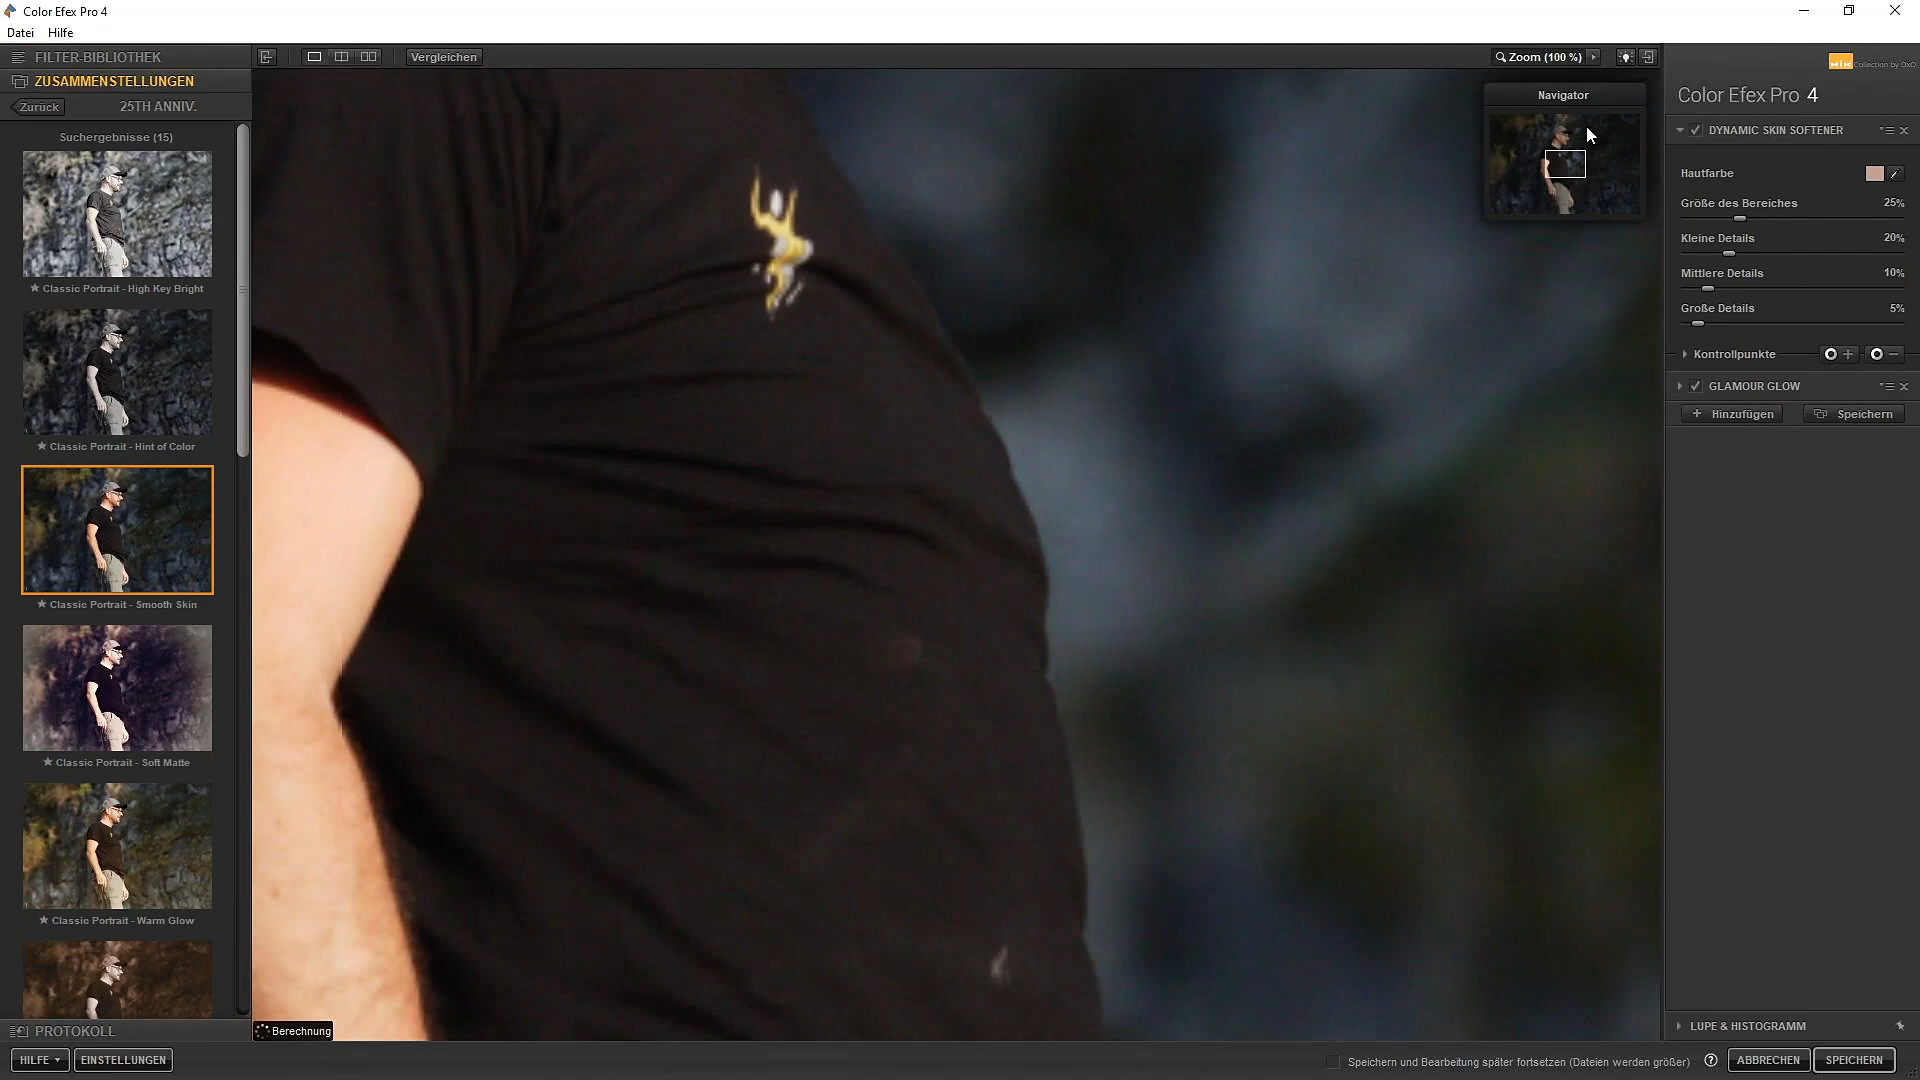 Color Efex Pro 4
Datei Hilfe
FILTER-BIBLIOTHEK
ZUSAMMENSTELLUNGEN
Zurück 25TH ANNIV.
Suchergebnisse (15)
Classic Portrait - High Key Bright
Classic Portrait - Hint of Color
Classic Portrait - Smooth Skin
Classic Portrait - Soft Matte
Classic Portrait - Warm Glow
PROTOKOLL
HILFE EINSTELLUNGEN
Vergleichen
Zoom (100 %)
Navigator
Berechnung
Nik Collection by DxO
Color Efex Pro 4
DYNAMIC SKIN SOFTENER
Hautfarbe
Größe des Bereiches 25%
Kleine Details 20%
Mittlere Details 10%
Große Details 5%
Kontrollpunkte
GLAMOUR GLOW
Hinzufügen Speichern
LUPE & HISTOGRAMM
Speichern und Bearbeitung später fortsetzen (Dateien werden größer) ? ABBRECHEN SPEICHERN